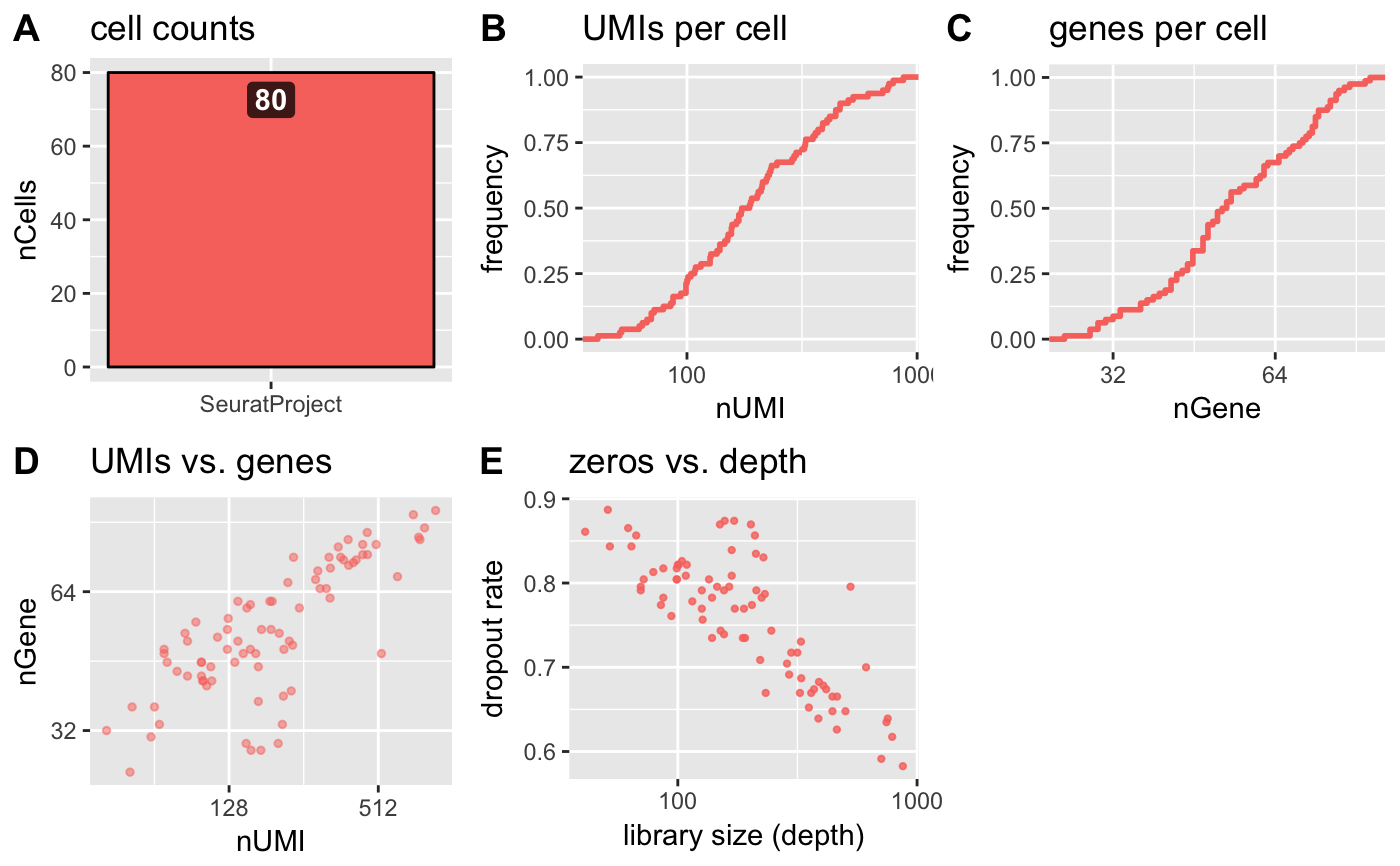 A cell counts
80
nCells
80
60
40
20
0
SeuratProject
B UMIs per cell
frequency
1.00
0.75
0.50
0.25
0.00
100
100
nUMI
C genes per cell
frequency
1.00
0.75
0.50
0.25
0.00
32
64
nGene
D UMIs vs. genes
nGene
64
32
128
512
nUMI
E zeros vs. depth
dropout rate
0.9
0.8
0.7
0.6
100
1000
library size (depth)